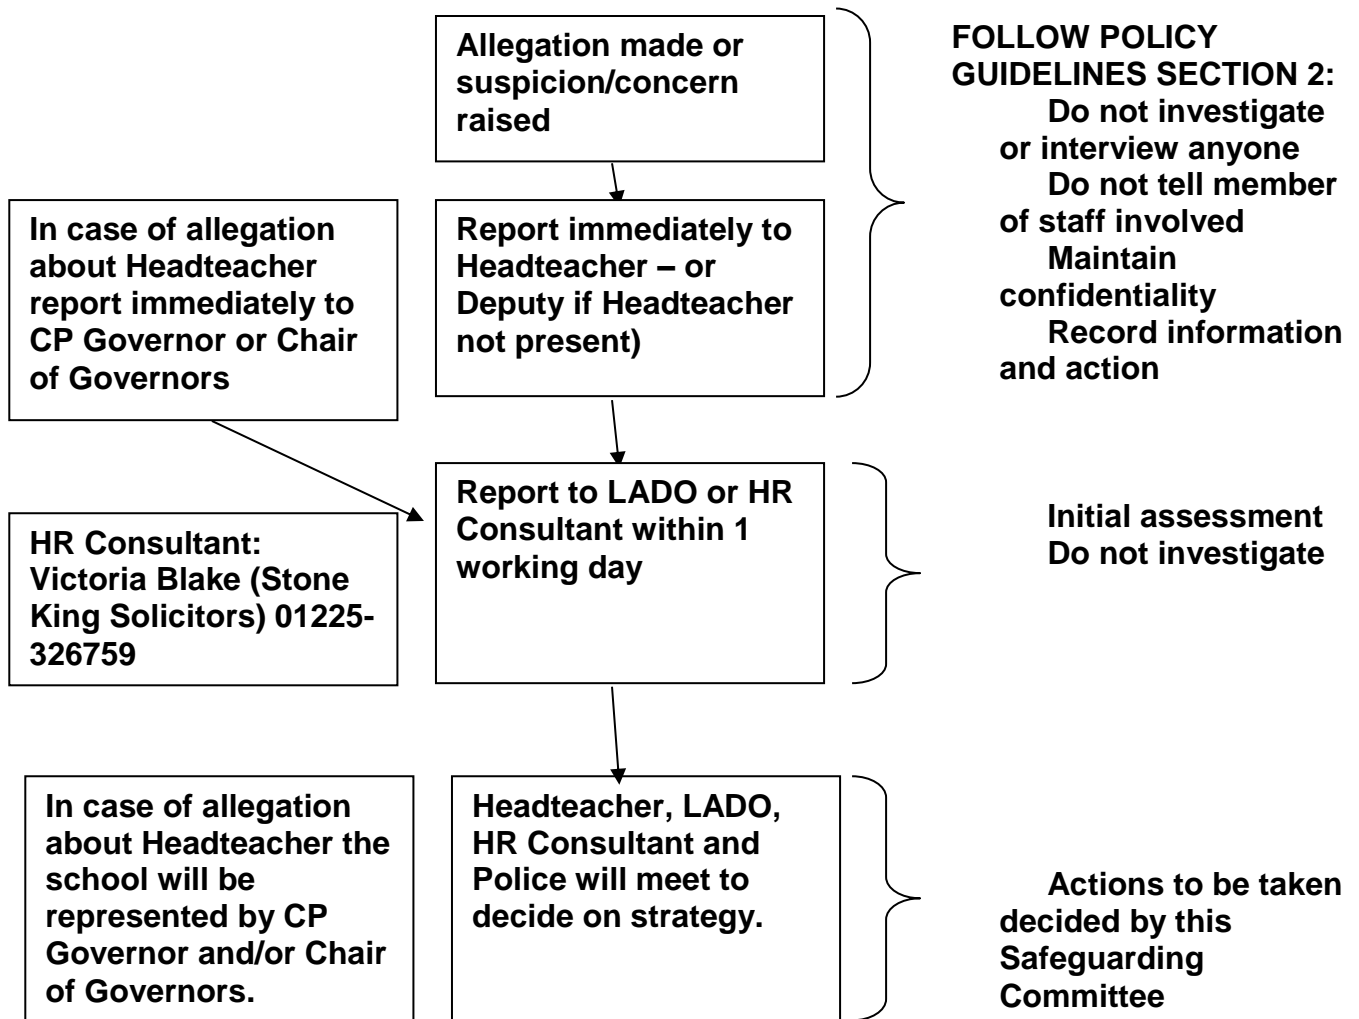 Allegation made or
suspicion/concern
raised
FOLLOW POLICY
GUIDELINES SECTION 2:
Do not investigate
or interview anyone
Do not tell member
of staff involved
Maintain
confidentiality
Record information
and action
In case of allegation
about Headteacher
report immediately to
CP Governor or Chair
of Governors
Report immediately to
Headteacher – or
Deputy if Headteacher
not present)
HR Consultant:
Victoria Blake (Stone
King Solicitors) 01225-
326759
Report to LADO or HR
Consultant within 1
working day
Initial assessment
Do not investigate
In case of allegation
about Headteacher the
school will be
represented by CP
Governor and/or Chair
of Governors.
Headteacher, LADO,
HR Consultant and
Police will meet to
decide on strategy.
Actions to be taken
decided by this
Safeguarding
Committee